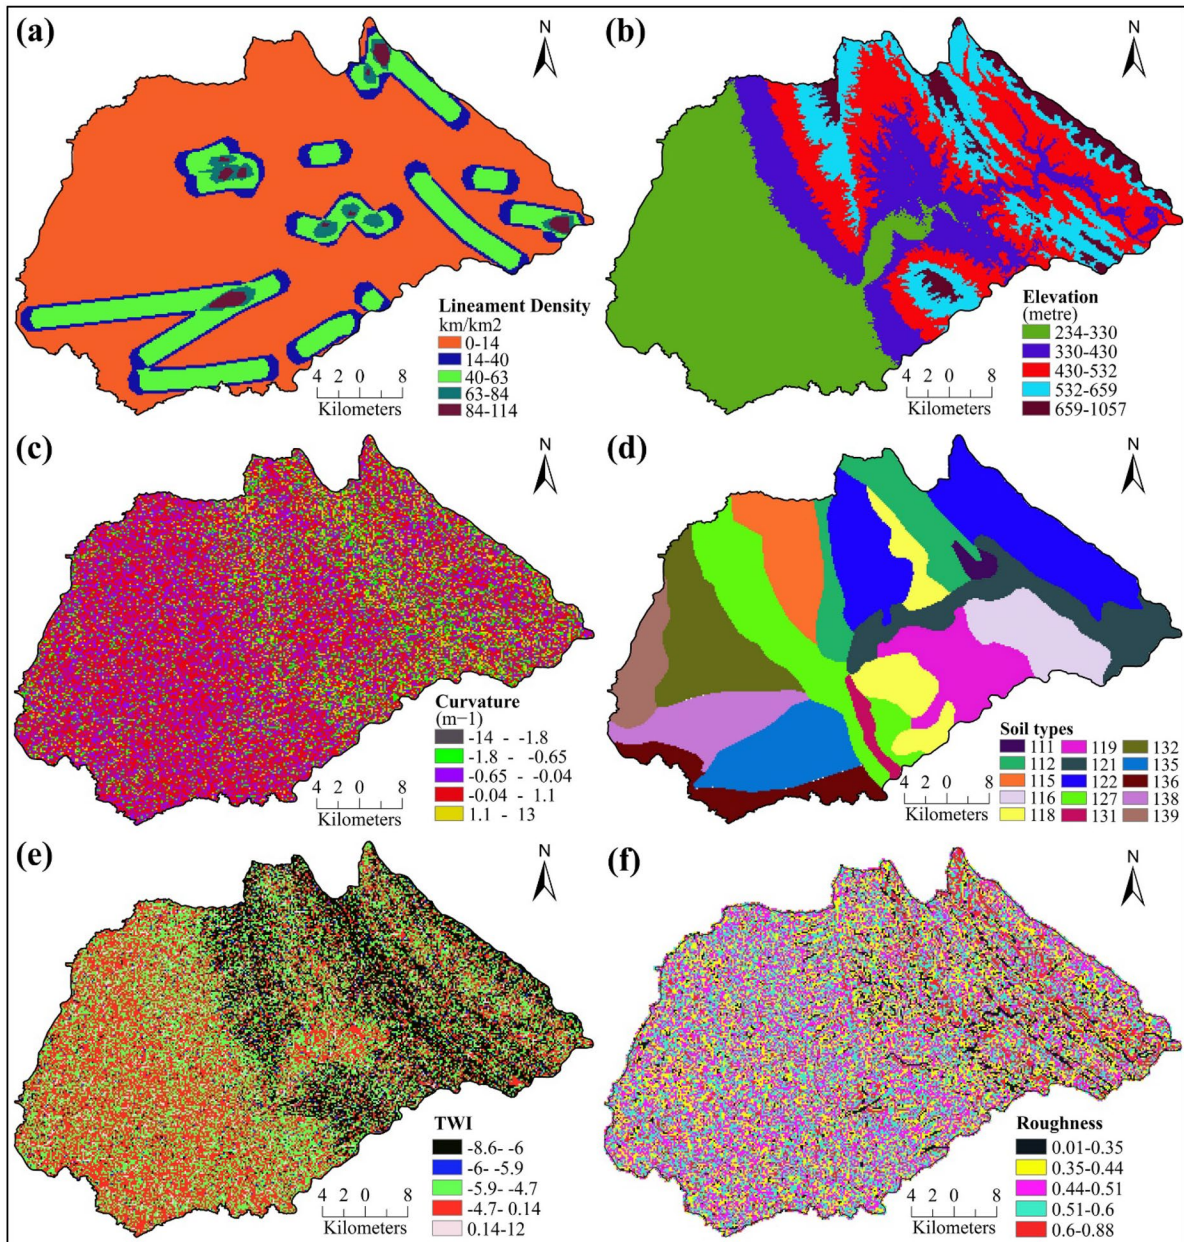 (a)
N
Lineament Density
km/km2
0-14
14-40
40-63
63-84
84-114
4 2 0 8
Kilometers
(b)
N
Elevation
(metre)
234-330
330-430
430-532
532-659
659-1057
4 2 0 8
Kilometers
(c)
N
Curvature
(m−1)
-14 - -1.8
-1.8 - -0.65
-0.65 - -0.04
-0.04 - 1.1
1.1 - 13
4 2 0 8
Kilometers
(d)
N
Soil types
111 119 132
112 121 135
115 122 136
116 127 138
118 131 139
4 2 0 8
Kilometers
(e)
N
TWI
-8.6- -6
-6- -5.9
-5.9- -4.7
-4.7- 0.14
0.14-12
4 2 0 8
Kilometers
(f)
N
Roughness
0.01-0.35
0.35-0.44
0.44-0.51
0.51-0.6
0.6-0.88
4 2 0 8
Kilometers